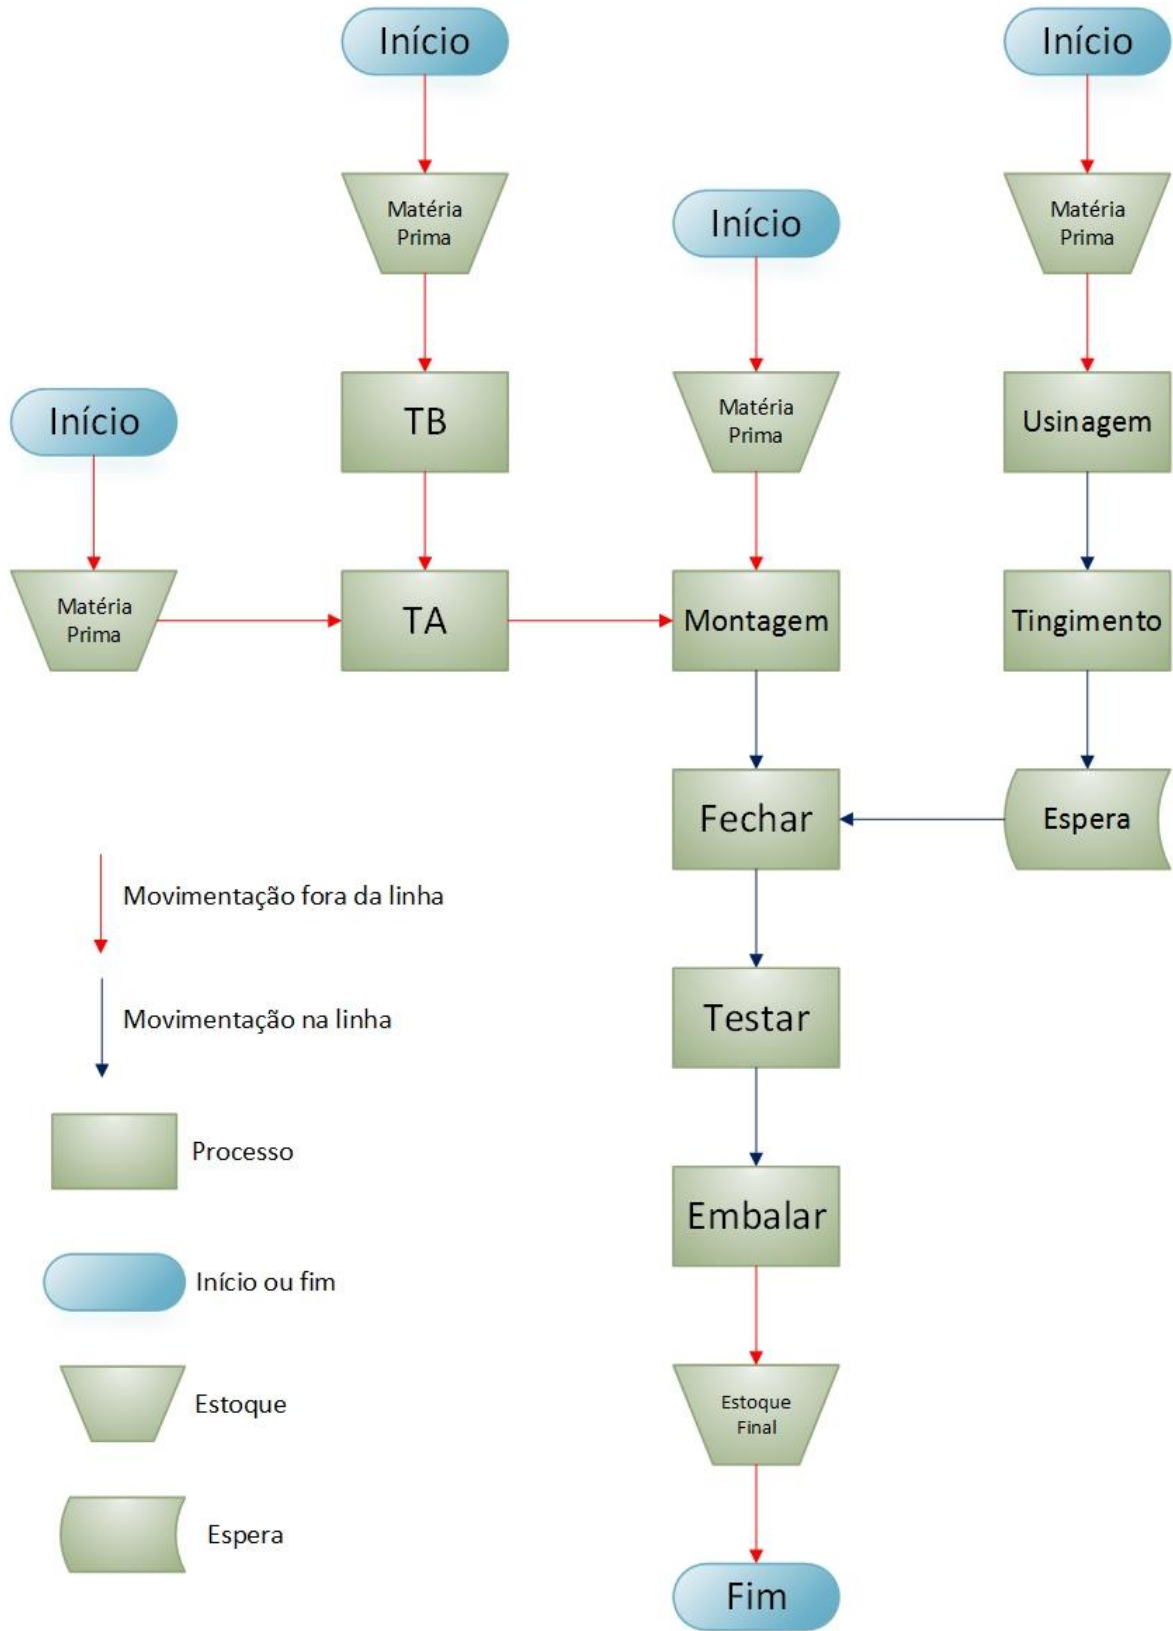 Início
Início
Matéria
Prima
Matéria
Prima
Início
Início
TB
Matéria
Prima
Usinagem
Matéria
Prima
TA
Montagem
Tingimento
Fechar
Espera
Movimentação fora da linha
Testar
Movimentação na linha
Processo
Embalar
Início ou fim
Estoque
Estoque
Final
Espera
Fim